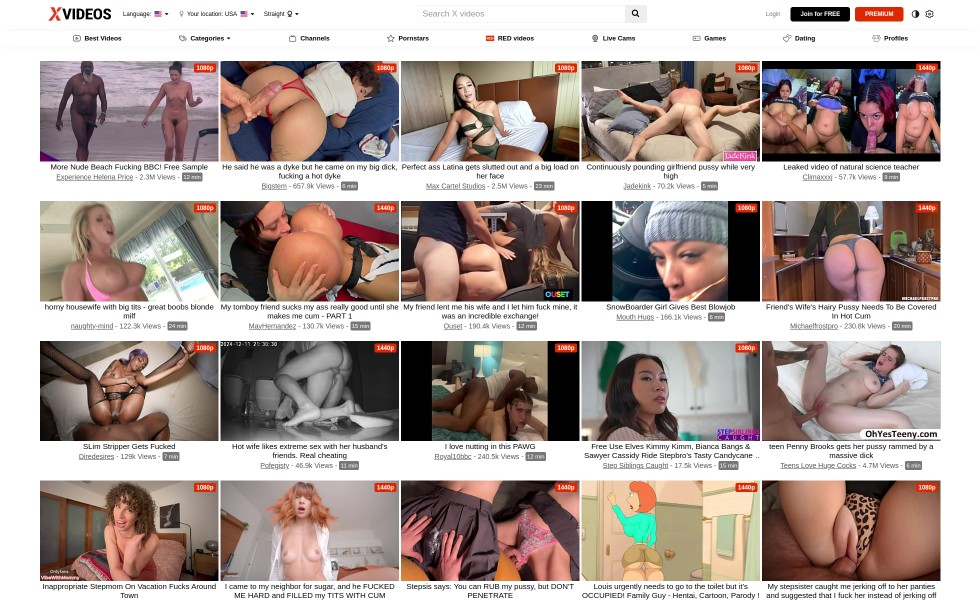 XVIDEOS
Language:
Your location: USA
Straight
Search X videos
Login
Join for FREE
PREMIUM
Best Videos
Categories
Channels
Pornstars
RED videos
Live Cams
Games
Dating
Profiles
1080p
1080p
1080p
1080p
1440p
JadeKink
More Nude Beach Fucking BBC! Free Sample
Experience Helena Price - 2.3M Views - 12 min
He said he was a dyke but he came on my big dick,
fucking a hot dyke
Bigstem - 657.9k Views - 6 min
Perfect ass Latina gets slutted out and a big load on
her face
Max Cartel Studios - 2.5M Views - 23 min
Continuously pounding girlfriend pussy while very
high
Jadekink - 70.2k Views - 5 min
Leaked video of natural science teacher
Climaxxxj - 57.7k Views - 9 min
1080p
1440p
1080p
1080p
1440p
OUSET
MICHAELFROSTPRO
horny housewife with big tits - great boobs blonde
milf
naughty-mind - 122.3k Views - 24 min
My tomboy friend sucks my ass really good until she
makes me cum - PART 1
MavHernandez - 130.7k Views - 15 min
My friend lent me his wife and I let him fuck mine, it
was an incredible exchange!
Ouset - 190.4k Views - 12 min
SnowBoarder Girl Gives Best Blowjob
Mouth Hugs - 166.1k Views - 6 min
Friend's Wife's Hairy Pussy Needs To Be Covered
In Hot Cum
Michaelfrostpro - 230.8k Views - 20 min
1080p
2024-12-11 21:30:30
1440p
1080p
1080p
STEPSIBLINGS
CAUGHT
OhYesTeeny.com
SLim Stripper Gets Fucked
Diredesires - 129k Views - 7 min
Hot wife likes extreme sex with her husband's
friends. Real cheating
Pofegisty - 46.9k Views - 11 min
I love nutting in this PAWG
Royal10bbc - 240.5k Views - 12 min
Free Use Elves Kimmy Kimm, Bianca Bangs &
Sawyer Cassidy Ride Stepbro's Tasty Candycane ..
Step Siblings Caught - 17.5k Views - 15 min
teen Penny Brooks gets her pussy rammed by a
massive dick
Teens Love Huge Cocks - 4.7M Views - 6 min
1080p
1440p
1440p
1440p
1080p
Onlyfans
VibeWithMommy
Inappropriate Stepmom On Vacation Fucks Around
Town
I came to my neighbor for sugar, and he FUCKED
ME HARD and FILLED my TITS WITH CUM
Stepsis says: You can RUB my pussy, but DON'T
PENETRATE
Louis urgently needs to go to the toilet but it's
OCCUPIED! Family Guy - Hentai, Cartoon, Parody !
My stepsister caught me jerking off to her panties
and suggested that I fuck her instead of jerking off